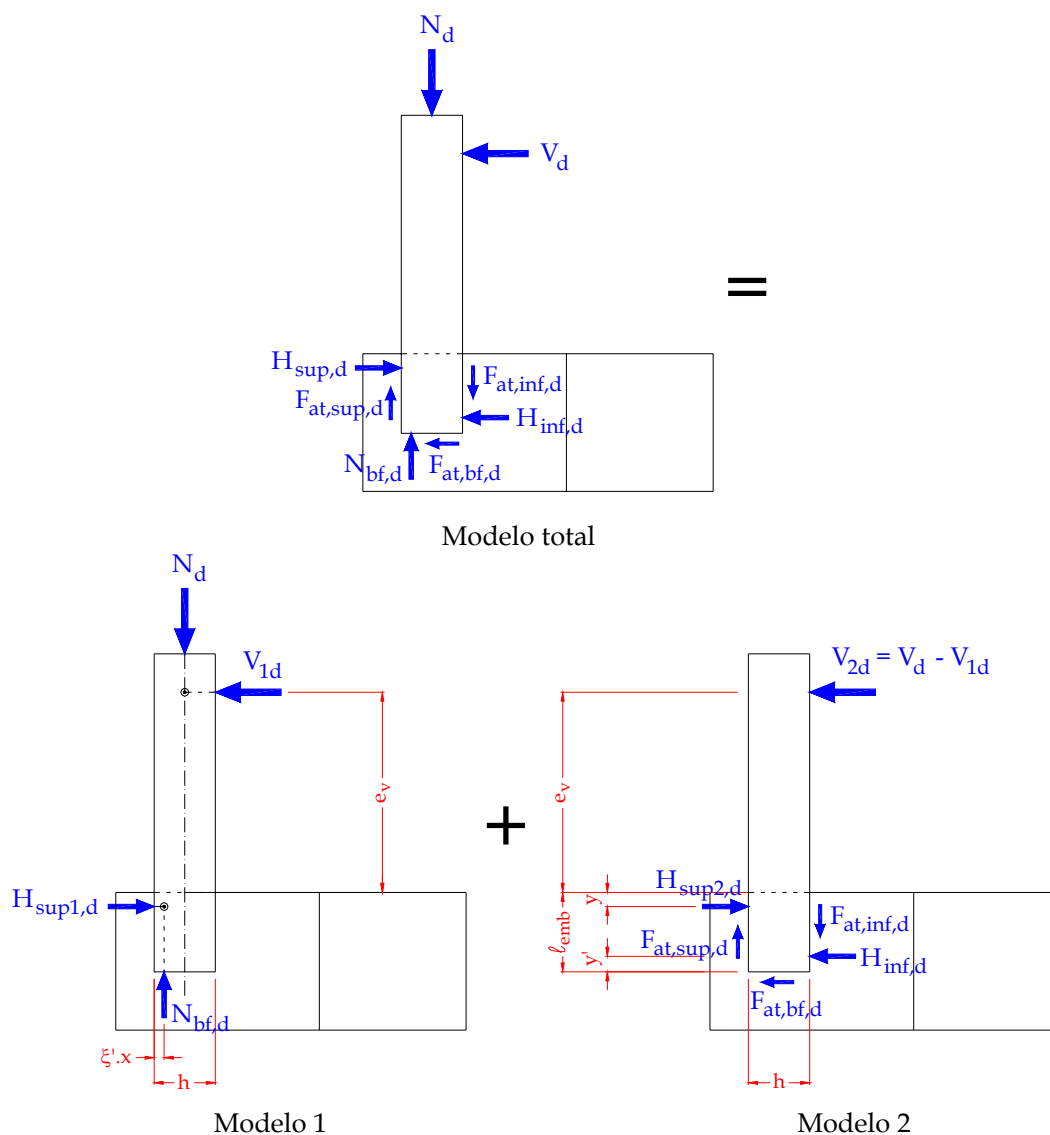 N_d
V_d
=
H_sup,d
F_at,inf,d
F_at,sup,d
H_inf,d
N_bf,d
F_at,bf,d
Modelo total
N_d
V_1d
e_v
H_sup1,d
N_bf,d
ξ'.x
h
Modelo 1
+
V_2d = V_d - V_1d
e_v
H_sup2,d
y
ℓ_emb
F_at,inf,d
F_at,sup,d
y'
H_inf,d
F_at,bf,d
h
Modelo 2